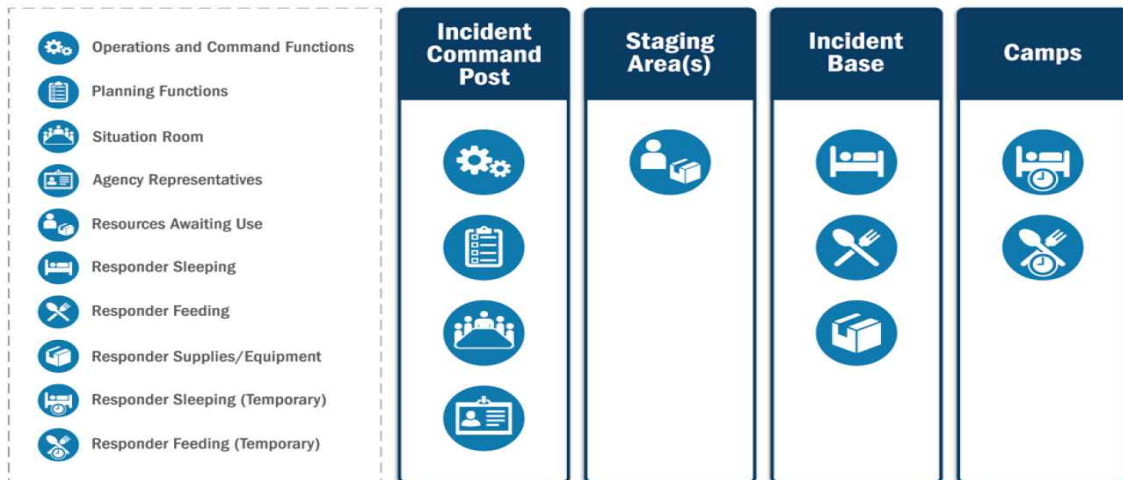 Operations and Command Functions
Planning Functions
Situation Room
Agency Representatives
Resources Awaiting Use
Responder Sleeping
Responder Feeding
Responder Supplies/Equipment
Responder Sleeping (Temporary)
Responder Feeding (Temporary)
Incident
Command
Post
Staging
Area(s)
Incident
Base
Camps